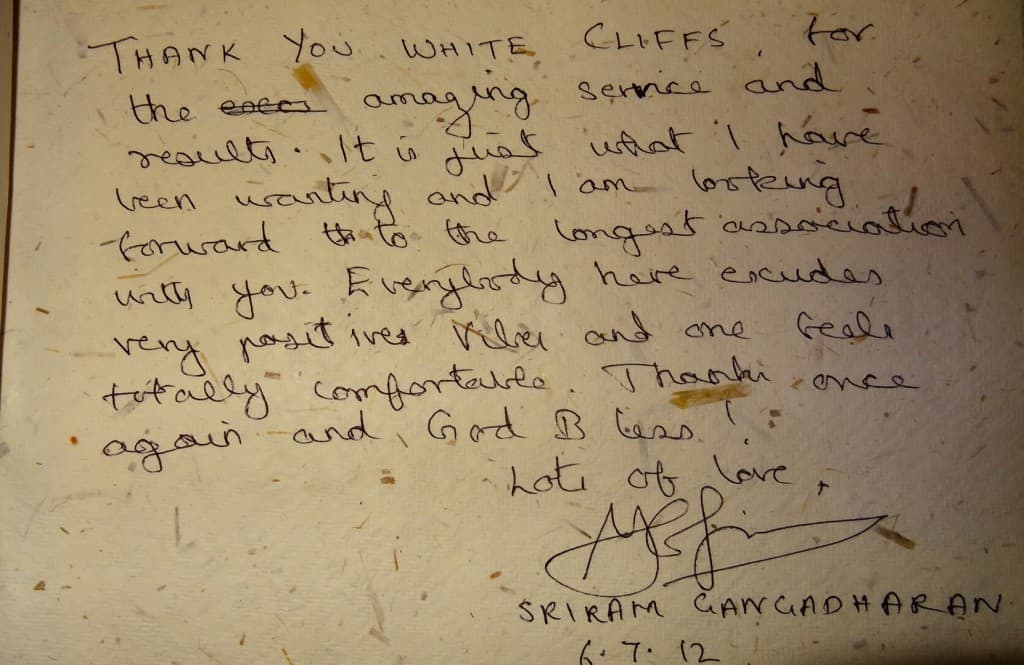 THANK YOU WHITE CLIFFS, for
the amazing service and
results. It is just what I have
been wanting and I am looking
forward to the longest association
with you. Everybody here excudes
very positives vibes and one feels
totally comfortable. Thanks once
again and God Bless!
Lots of love,
SRIRAM GANGADHARAN
6.7.12